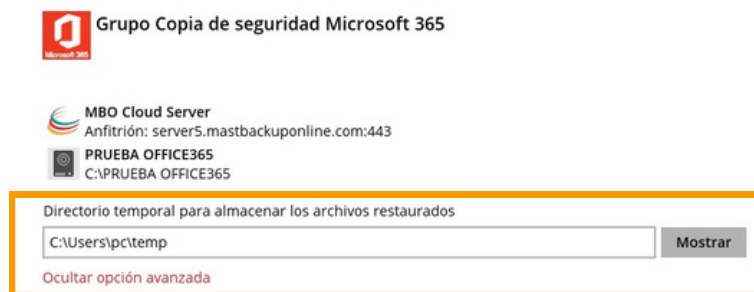 Grupo Copia de seguridad Microsoft 365
Microsoft 365
MBO Cloud Server
Anfitrión: server5.mastbackuponline.com:443
PRUEBA OFFICE365
C:\PRUEBA OFFICE365
Directorio temporal para almacenar los archivos restaurados
C:\Users\pc\temp
Mostrar
Ocultar opción avanzada